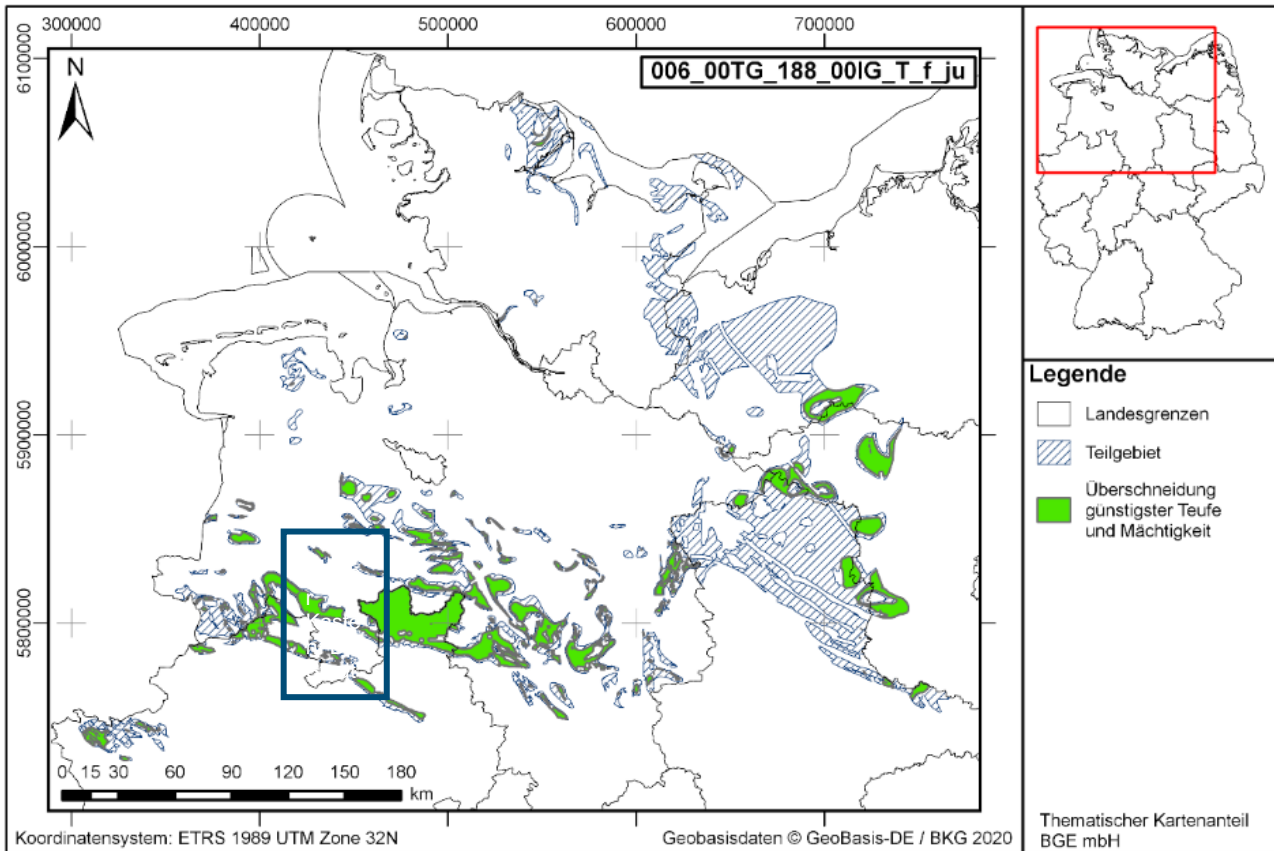 300000 400000 500000 600000 700000
6100000
6000000
5900000
5800000
N
006_00TG_188_00IG_T_f_ju
0 15 30 60 90 120 150 180
km
Koordinatensystem: ETRS 1989 UTM Zone 32N
Geobasisdaten © GeoBasis-DE / BKG 2020
Legende
Landesgrenzen
Teilgebiet
Überschneidung
günstigster Teufe
und Mächtigkeit
Thematischer Kartenanteil
BGE mbH